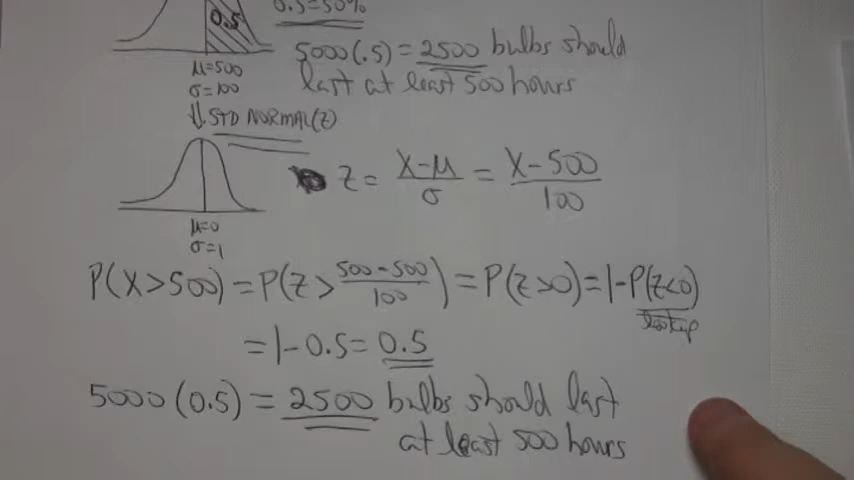 0.5=50%
0.5
5000(.5) = 2500 bulbs should
last at least 500 hours
μ=500
σ=100
⇓ STD NORMAL(Z)
Z = X-μ/σ = X-500/100
μ=0
σ=1
P(X>500) = P(Z > 500-500/100) = P(Z>0) = 1-P(Z<0)
lookup
= 1-0.5 = 0.5
5000(0.5) = 2500 bulbs should last
at least 500 hours